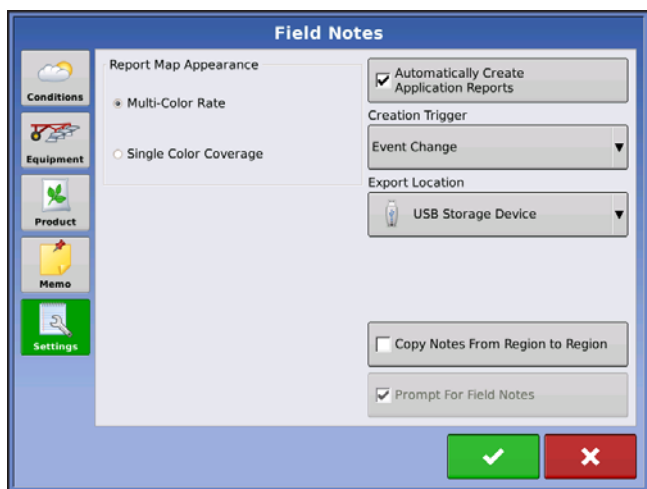 Field Notes
Conditions
Equipment
Product
Memo
Settings
Report Map Appearance
Multi-Color Rate
Single Color Coverage
Automatically Create
Application Reports
Creation Trigger
Event Change
Export Location
USB Storage Device
Copy Notes From Region to Region
Prompt For Field Notes